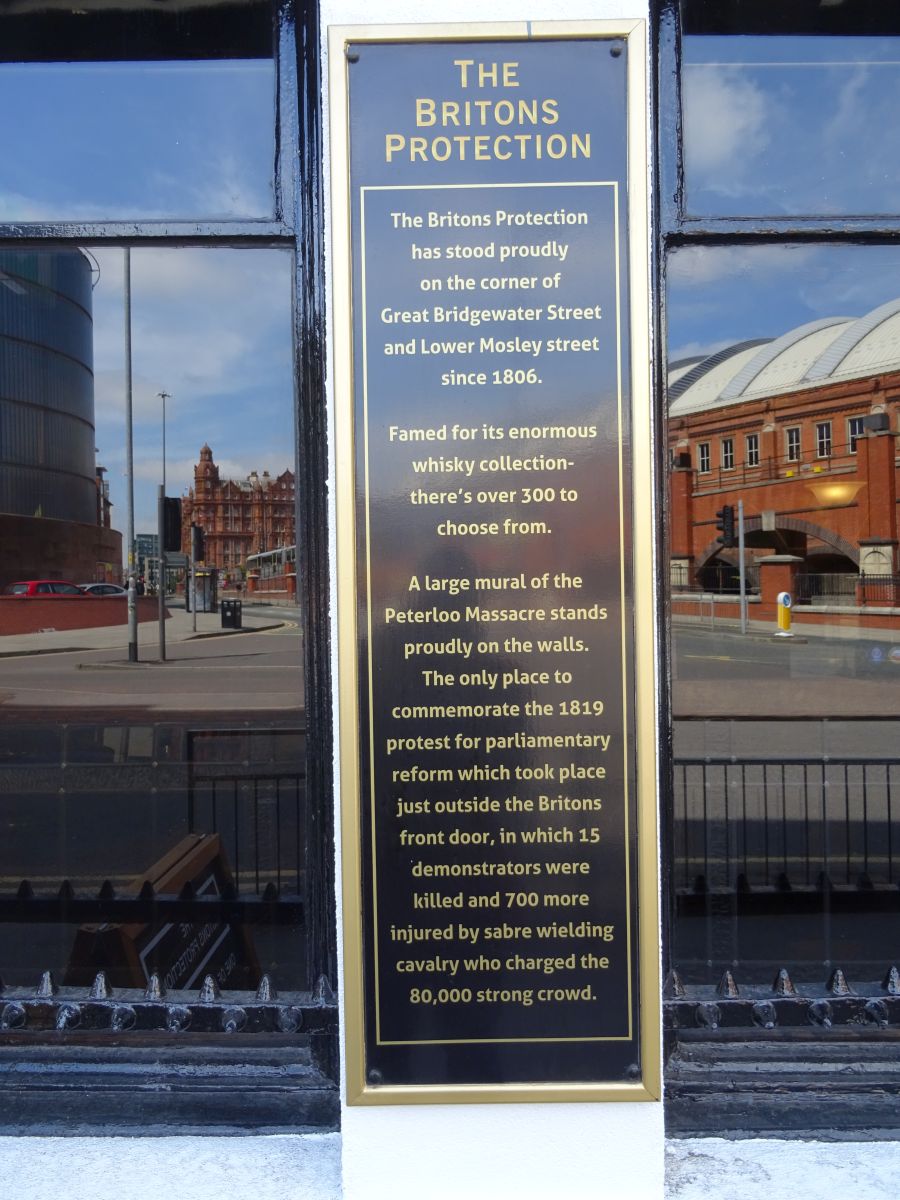 THE
BRITONS
PROTECTION
The Britons Protection
has stood proudly
on the corner of
Great Bridgewater Street
and Lower Mosley street
since 1806.
Famed for its enormous
whisky collection-
there's over 300 to
choose from.
A large mural of the
Peterloo Massacre stands
proudly on the walls.
The only place to
commemorate the 1819
protest for parliamentary
reform which took place
just outside the Britons
front door, in which 15
demonstrators were
killed and 700 more
injured by sabre wielding
cavalry who charged the
80,000 strong crowd.